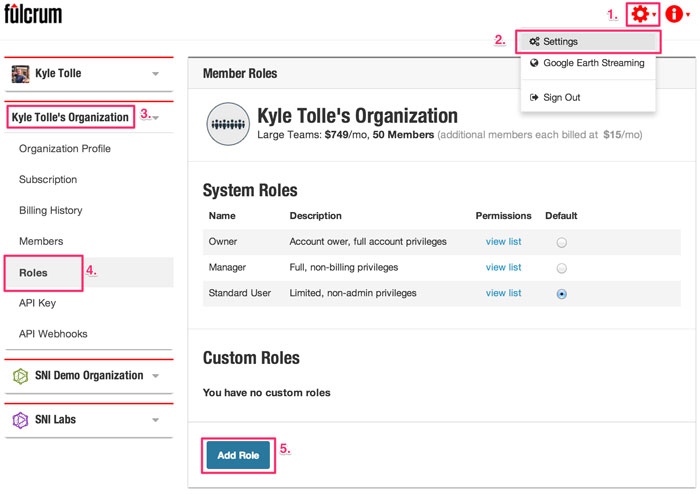 fulcrum
1.
2.
Settings
Google Earth Streaming
Sign Out
Kyle Tolle
Kyle Tolle's Organization
3.
Organization Profile
Subscription
Billing History
Members
Roles
4.
API Key
API Webhooks
SNI Demo Organization
SNI Labs
Member Roles
Kyle Tolle's Organization
Large Teams: $749/mo, 50 Members (additional members each billed at $15/mo)
System Roles
Name Description Permissions Default
Owner Account ower, full account privileges view list
Manager Full, non-billing privileges view list
Standard User Limited, non-admin privileges view list
Custom Roles
You have no custom roles
Add Role
5.